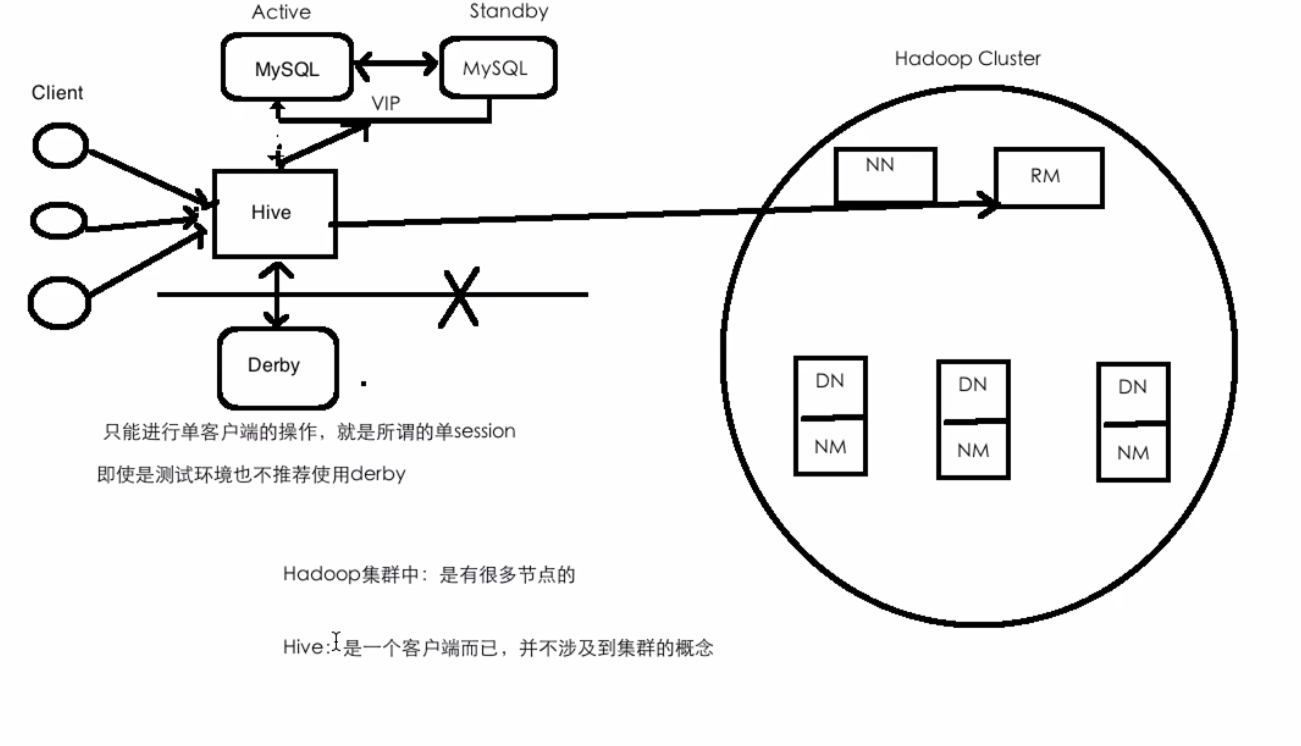 Active
Standby
MySQL
MySQL
Hadoop Cluster
Client
VIP
NN
RM
Hive
Derby
DN
DN
DN
NM
NM
NM
只能进行单客户端的操作，就是所谓的单session
即使是测试环境也不推荐使用derby
Hadoop集群中：是有很多节点的
Hive：是一个客户端而已，并不涉及到集群的概念